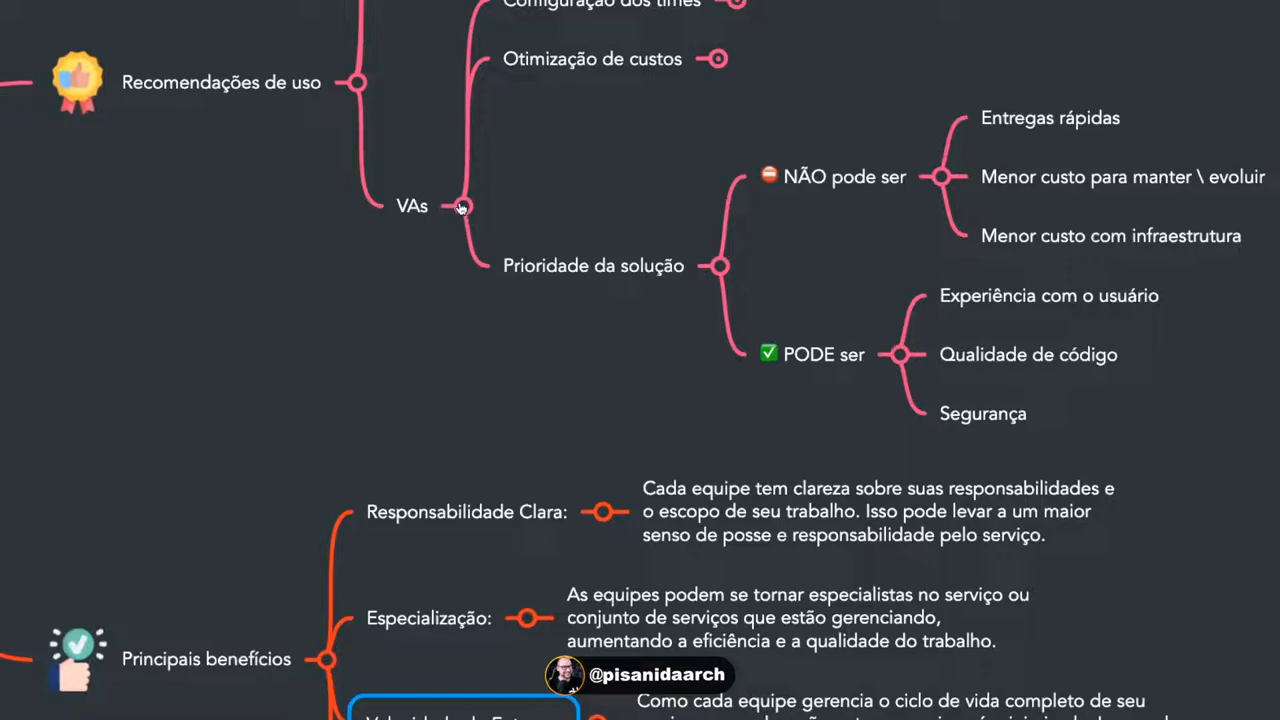 Configuração dos times
Otimização de custos
Recomendações de uso
Entregas rápidas
NÃO pode ser
Menor custo para manter \ evoluir
VAs
Menor custo com infraestrutura
Prioridade da solução
Experiência com o usuário
PODE ser
Qualidade de código
Segurança
Responsabilidade Clara:
Cada equipe tem clareza sobre suas responsabilidades e
o escopo de seu trabalho. Isso pode levar a um maior
senso de posse e responsabilidade pelo serviço.
Especialização:
As equipes podem se tornar especialistas no serviço ou
conjunto de serviços que estão gerenciando,
aumentando a eficiência e a qualidade do trabalho.
Principais benefícios
@pisanidaarch
Como cada equipe gerencia o ciclo de vida completo de seu